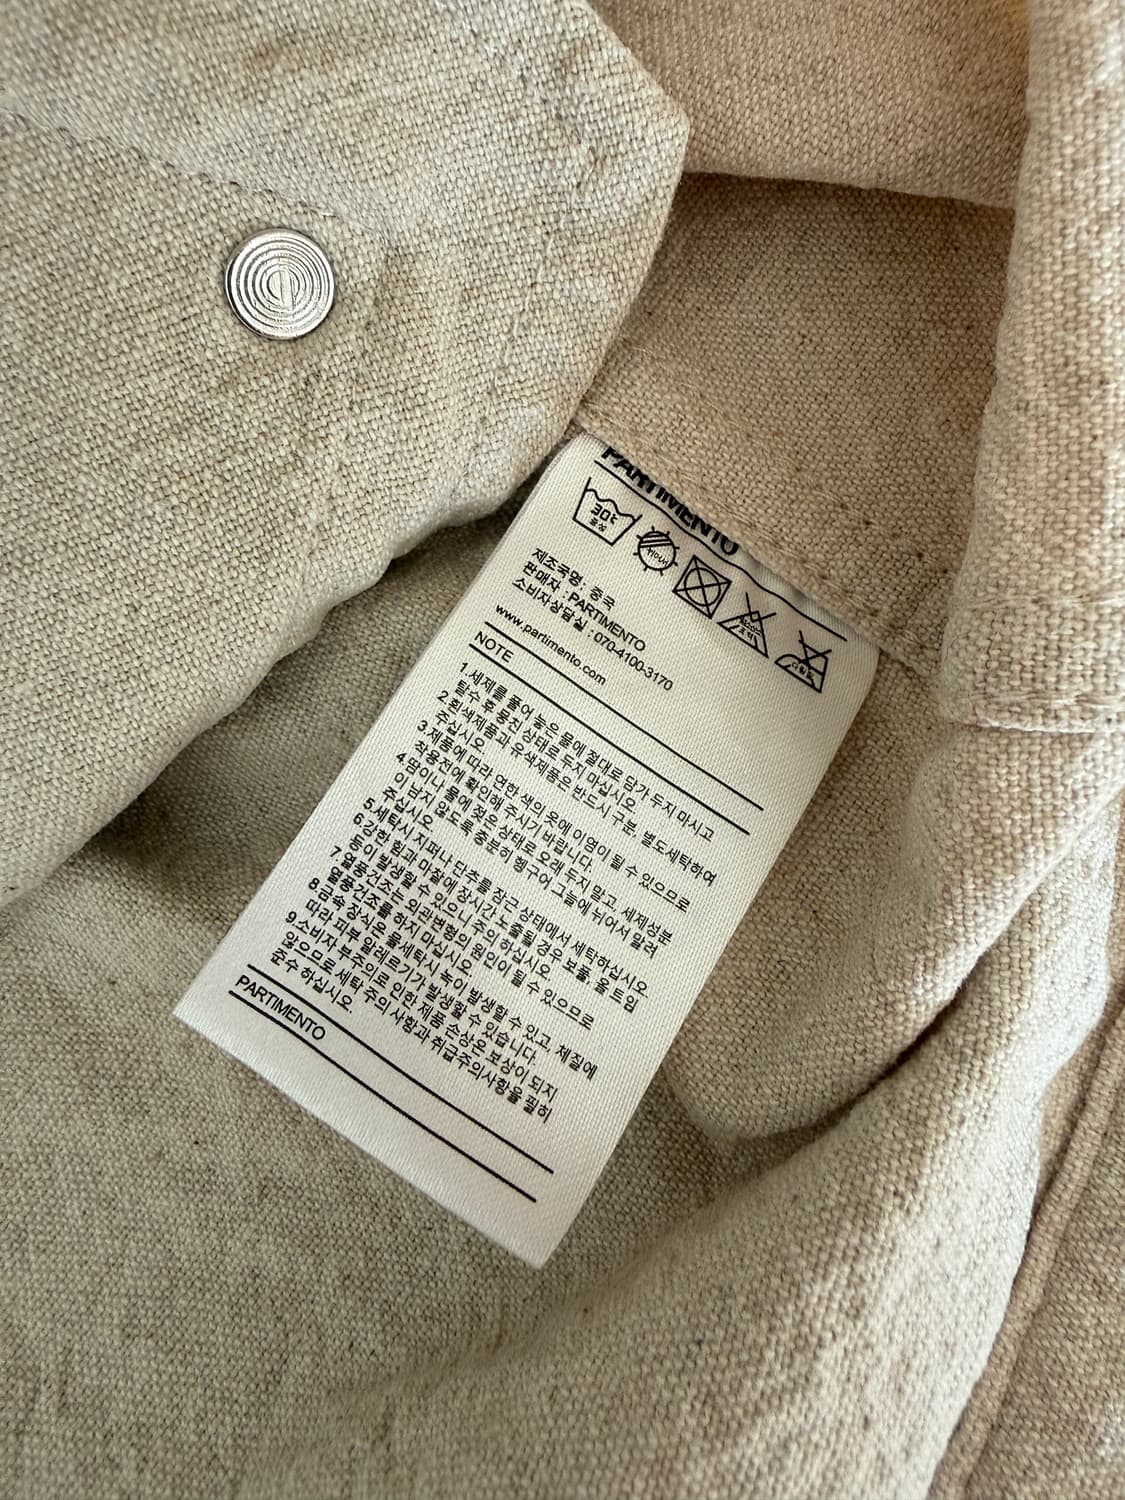 PARTIMENTO
30℃
중성
제조국명: 중국
판매자 : PARTIMENTO
소비자상담실 : 070-4100-3170
www.partimento.com
NOTE
1.세제를 풀어 놓은 물에 절대로 담가 두지 마시고
탈수 후 뭉친 상태로 두지 마십시오.
2.흰색제품과 유색제품은 반드시 구분, 별도세탁하여
주십시오.
3.제품에 따라 연한 색의 옷에 이염이 될 수 있으므로
착용전에 확인해 주시기 바랍니다.
4.땀이나 물에 젖은 상태로 오래 두지 말고, 세제성분
이 남지 않도록 충분히 헹구어 그늘에 뉘어서 말려
주십시오.
5.세탁시 지퍼나 단추를 잠근 상태에서 세탁하십시오.
6.강한 힘과 마찰에 장시간 노출될 경우 보풀, 올 트임
등이 발생할 수 있으니 주의 하십시오.
7.열풍건조는 외관변형의 원인이 될 수 있으므로
열풍건조를 하지 마십시오.
8.금속 장식은 물세탁시 녹이 발생할 수 있고, 체질에
따라 피부 알레르기가 발생할 수 있습니다.
9.소비자 부주의로 인한 제품 손상은 보상이 되지
않으므로 세탁 주의 사항과 취급주의사항을 필히
준수 하십시오.
PARTIMENTO